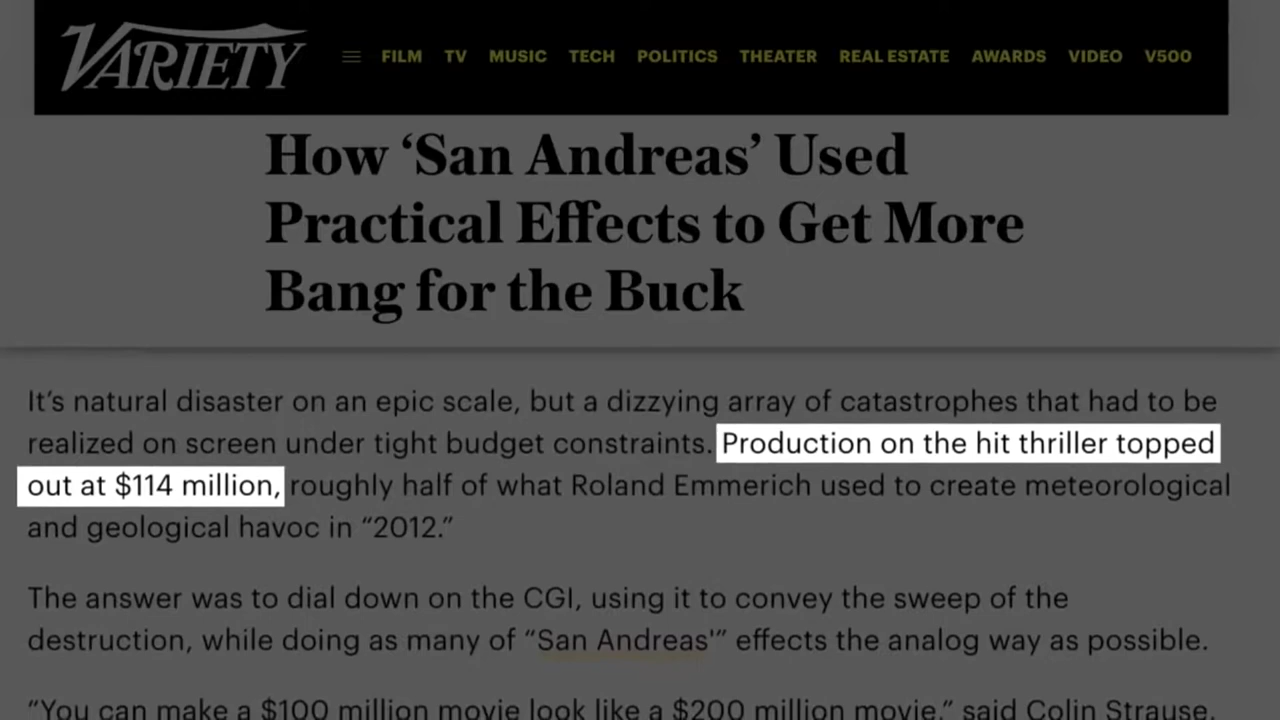 VARIETY
FILM TV MUSIC TECH POLITICS THEATER REAL ESTATE AWARDS VIDEO V500
How ‘San Andreas’ Used
Practical Effects to Get More
Bang for the Buck
It’s natural disaster on an epic scale, but a dizzying array of catastrophes that had to be
realized on screen under tight budget constraints. Production on the hit thriller topped
out at $114 million, roughly half of what Roland Emmerich used to create meteorological
and geological havoc in “2012.”
The answer was to dial down on the CGI, using it to convey the sweep of the
destruction, while doing as many of “San Andreas'” effects the analog way as possible.
“You can make a $100 million movie look like a $200 million movie,” said Colin Strause,